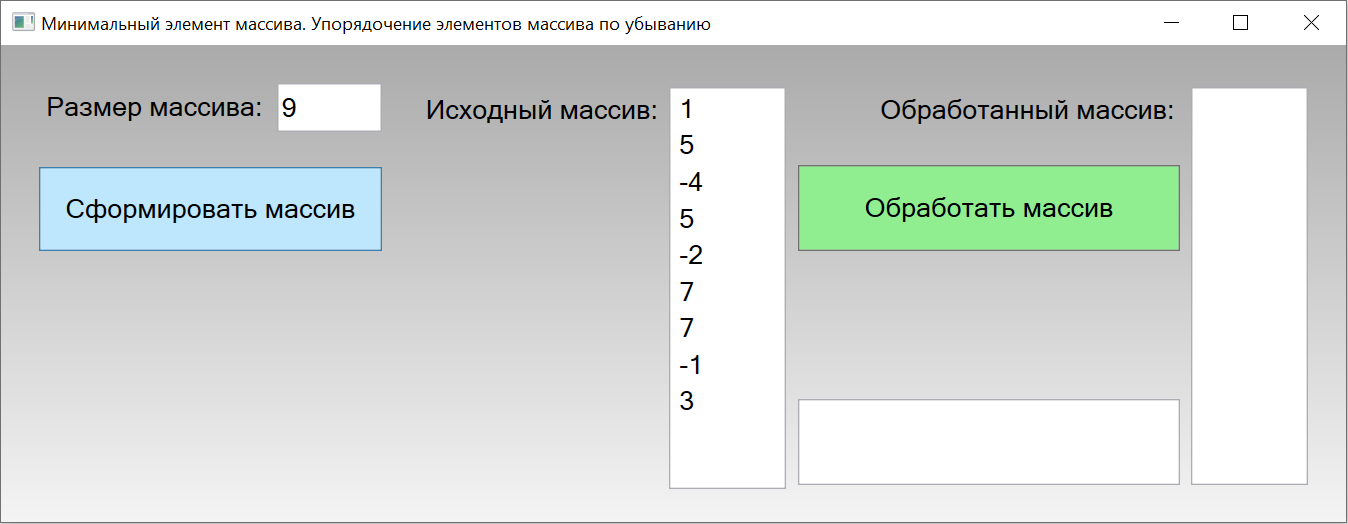 Минимальный элемент массива. Упорядочение элементов массива по убыванию
Размер массива: 9
Сформировать массив
Исходный массив:
1
5
-4
5
-2
7
7
-1
3
Обработанный массив:
Обработать массив